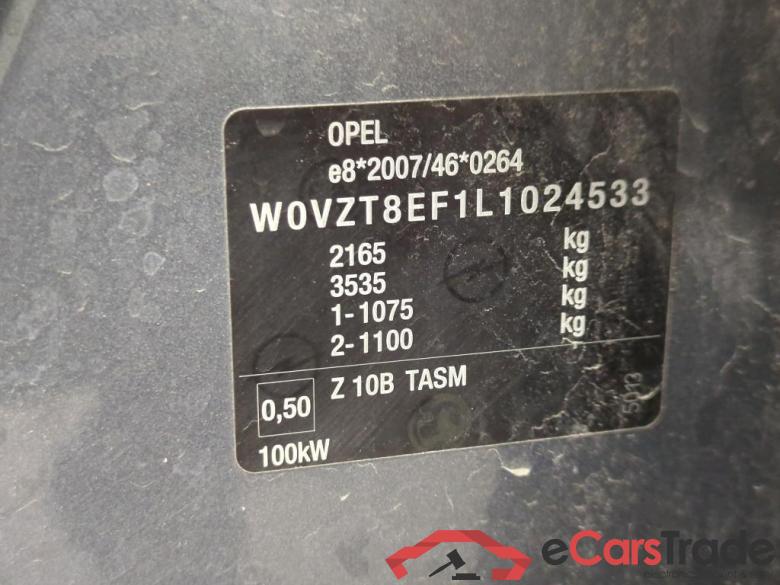 OPEL
e8*2007/46*0264
W0VZT8EF1L1024533
2165 kg
3535 kg
1-1075 kg
2-1100 kg
0,50 Z 10B TASM
100kW
5013
eCarsTrade